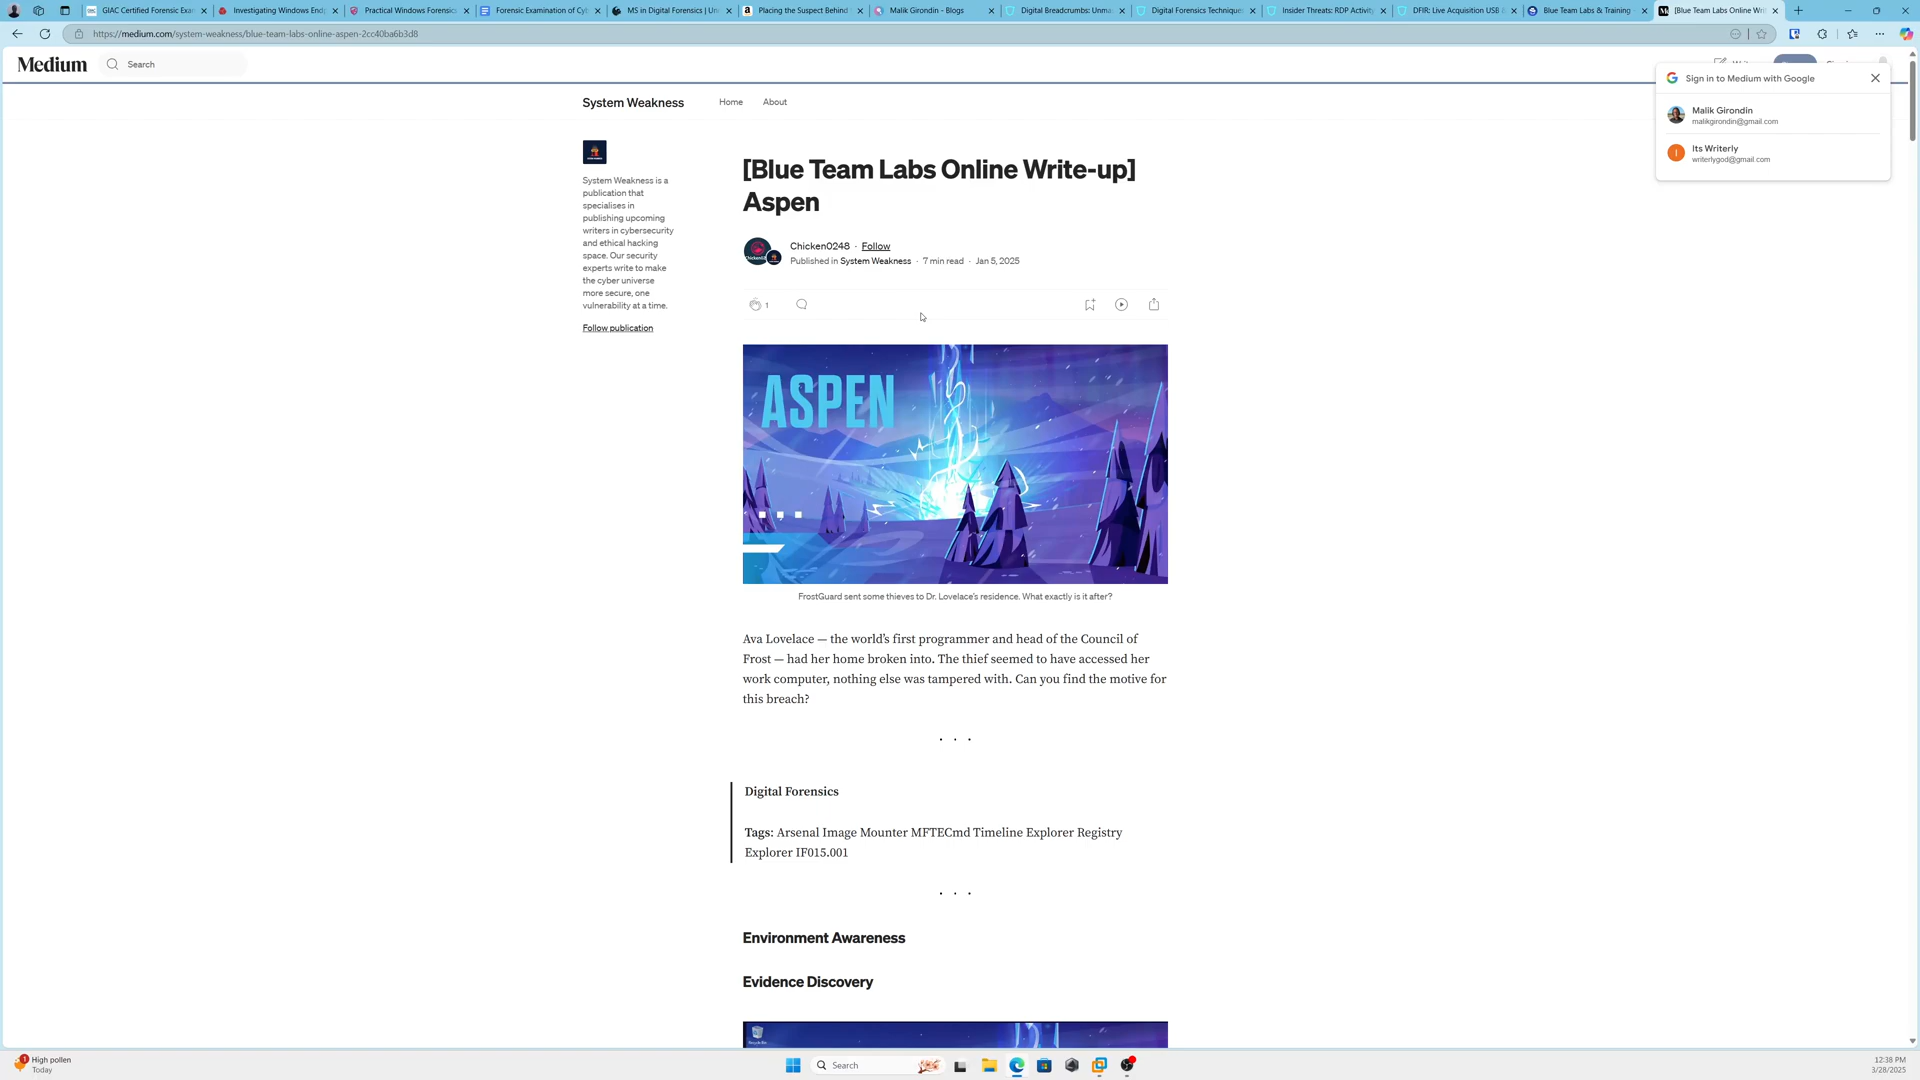 GIAC Certified Forensic Exa
Investigating Windows End
Practical Windows Forensics
Forensic Examination of Cy
MS in Digital Forensics | Un
Placing the Suspect Behind
Malik Girondin - Blogs
Digital Breadcrumbs: Unma
Digital Forensics Technique
Insider Threats: RDP Activity
DFIR: Live Acquisition USB
Blue Team Labs & Training
[Blue Team Labs Online Wri
https://medium.com/system-weakness/blue-team-labs-online-aspen-2cc40ba6b3d8
Medium
Search
Sign in to Medium with Google
Malik Girondin
malikgirondin@gmail.com
Its Writerly
writerlygod@gmail.com
System Weakness
Home
About
System Weakness is a
publication that
specialises in
publishing upcoming
writers in cybersecurity
and ethical hacking
space. Our security
experts write to make
the cyber universe
more secure, one
vulnerability at a time.
Follow publication
[Blue Team Labs Online Write-up]
Aspen
Chicken0248 · Follow
Published in System Weakness · 7 min read · Jan 5, 2025
1
ASPEN
FrostGuard sent some thieves to Dr. Lovelace's residence. What exactly is it after?
Ava Lovelace — the world's first programmer and head of the Council of
Frost — had her home broken into. The thief seemed to have accessed her
work computer, nothing else was tampered with. Can you find the motive for
this breach?
Digital Forensics
Tags: Arsenal Image Mounter MFTECmd Timeline Explorer Registry
Explorer IF015.001
Environment Awareness
Evidence Discovery
1
High pollen
Today
Search
12:38 PM
3/28/2025